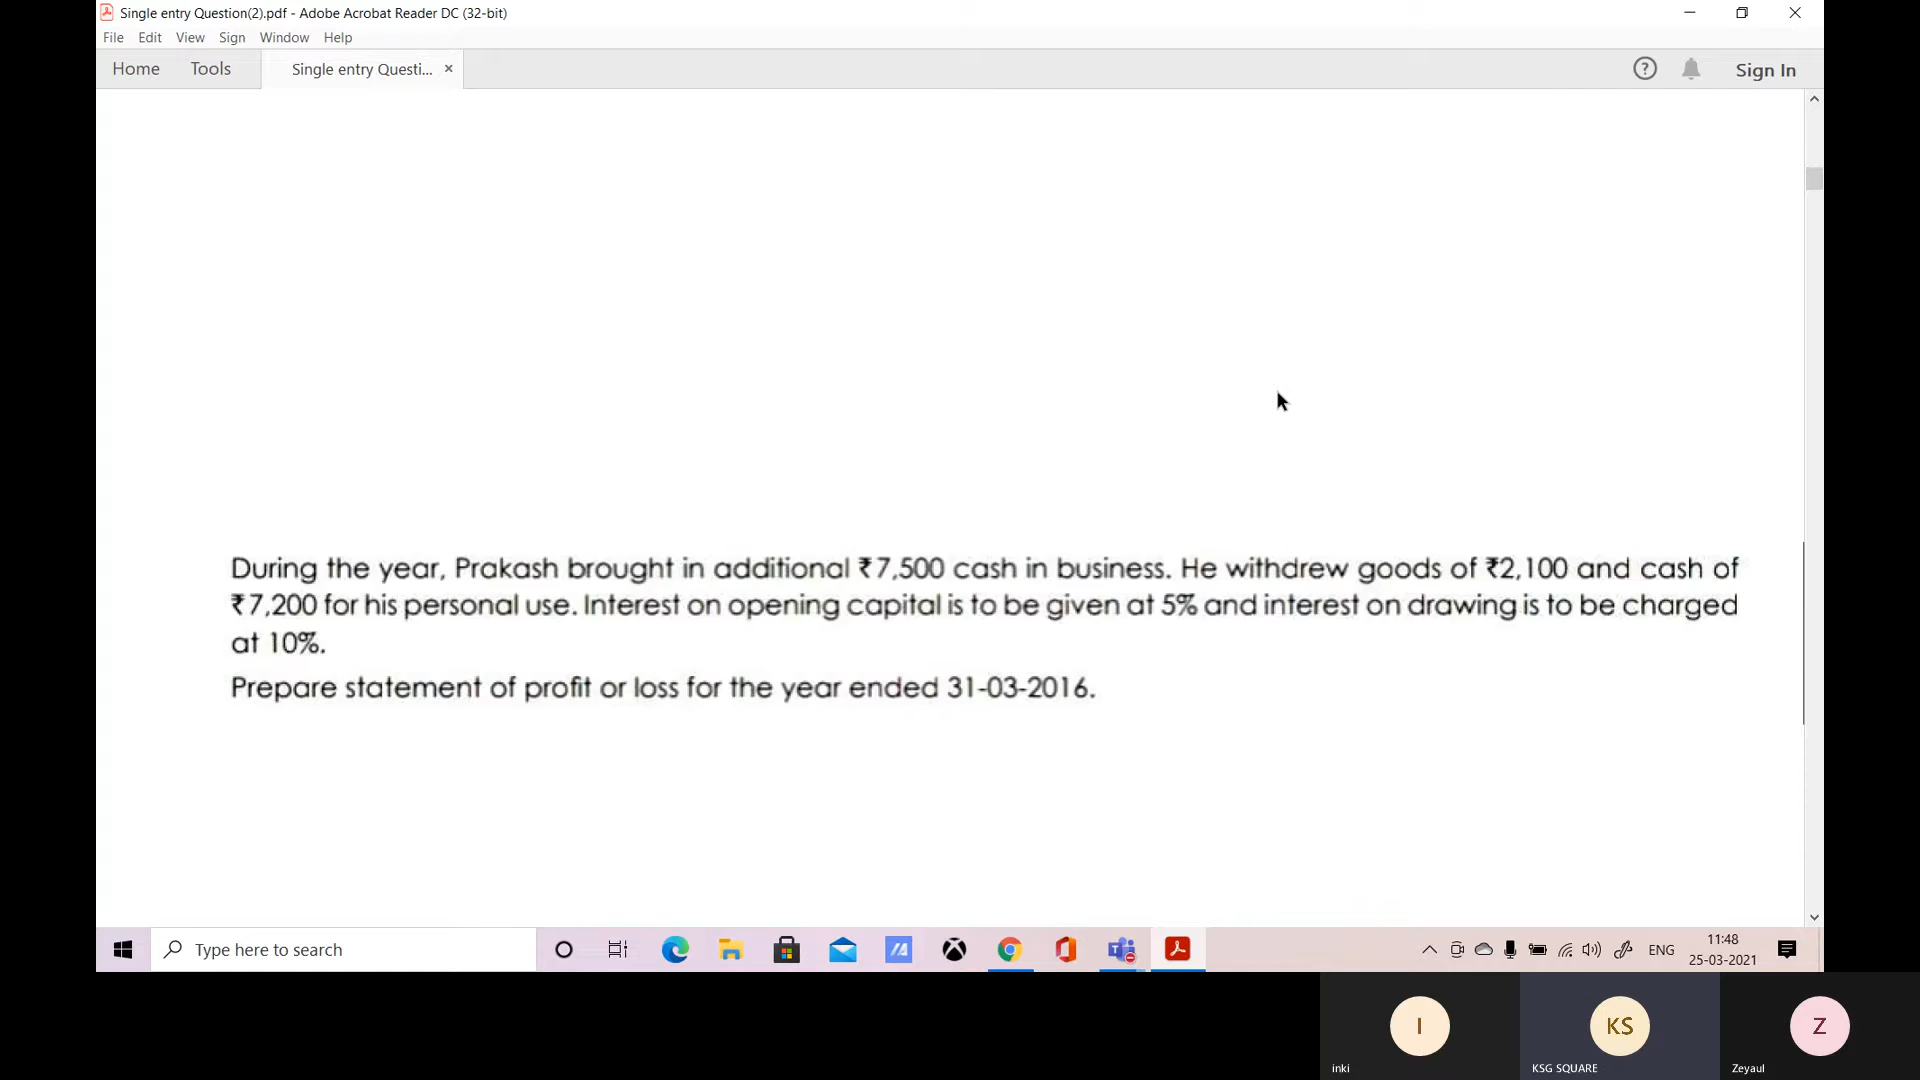 Single entry Question(2).pdf - Adobe Acrobat Reader DC (32-bit)
File Edit View Sign Window Help
Home Tools Single entry Questi... × Sign In
During the year, Prakash brought in additional ₹7,500 cash in business. He withdrew goods of ₹2,100 and cash of
₹7,200 for his personal use. Interest on opening capital is to be given at 5% and interest on drawing is to be charged
at 10%.
Prepare statement of profit or loss for the year ended 31-03-2016.
Type here to search ENG 11:48
25-03-2021
I KS Z
inki KSG SQUARE Zeyaul